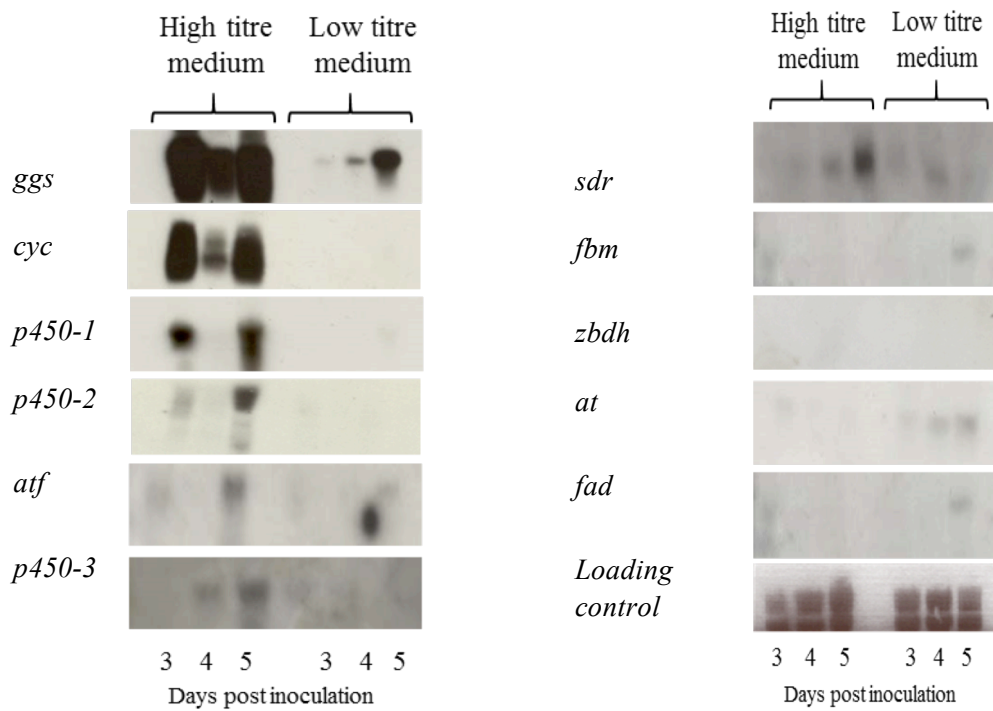 High titre
medium
Low titre
medium
ggs
cyc
p450-1
p450-2
atf
p450-3
3 4 5 3 4 5
Days post inoculation
High titre
medium
Low titre
medium
sdr
fbm
zbdh
at
fad
Loading
control
3 4 5 3 4 5
Days post inoculation